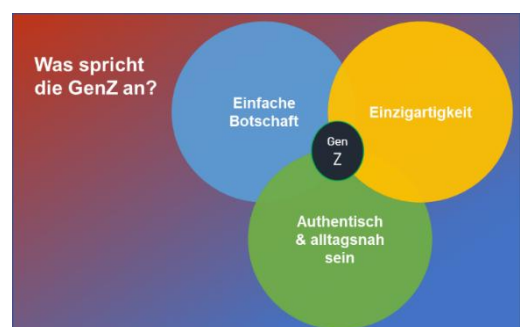 Was spricht
die GenZ an?
Einfache
Botschaft
Einzigartigkeit
Gen
Z
Authentisch
& alltagsnah
sein